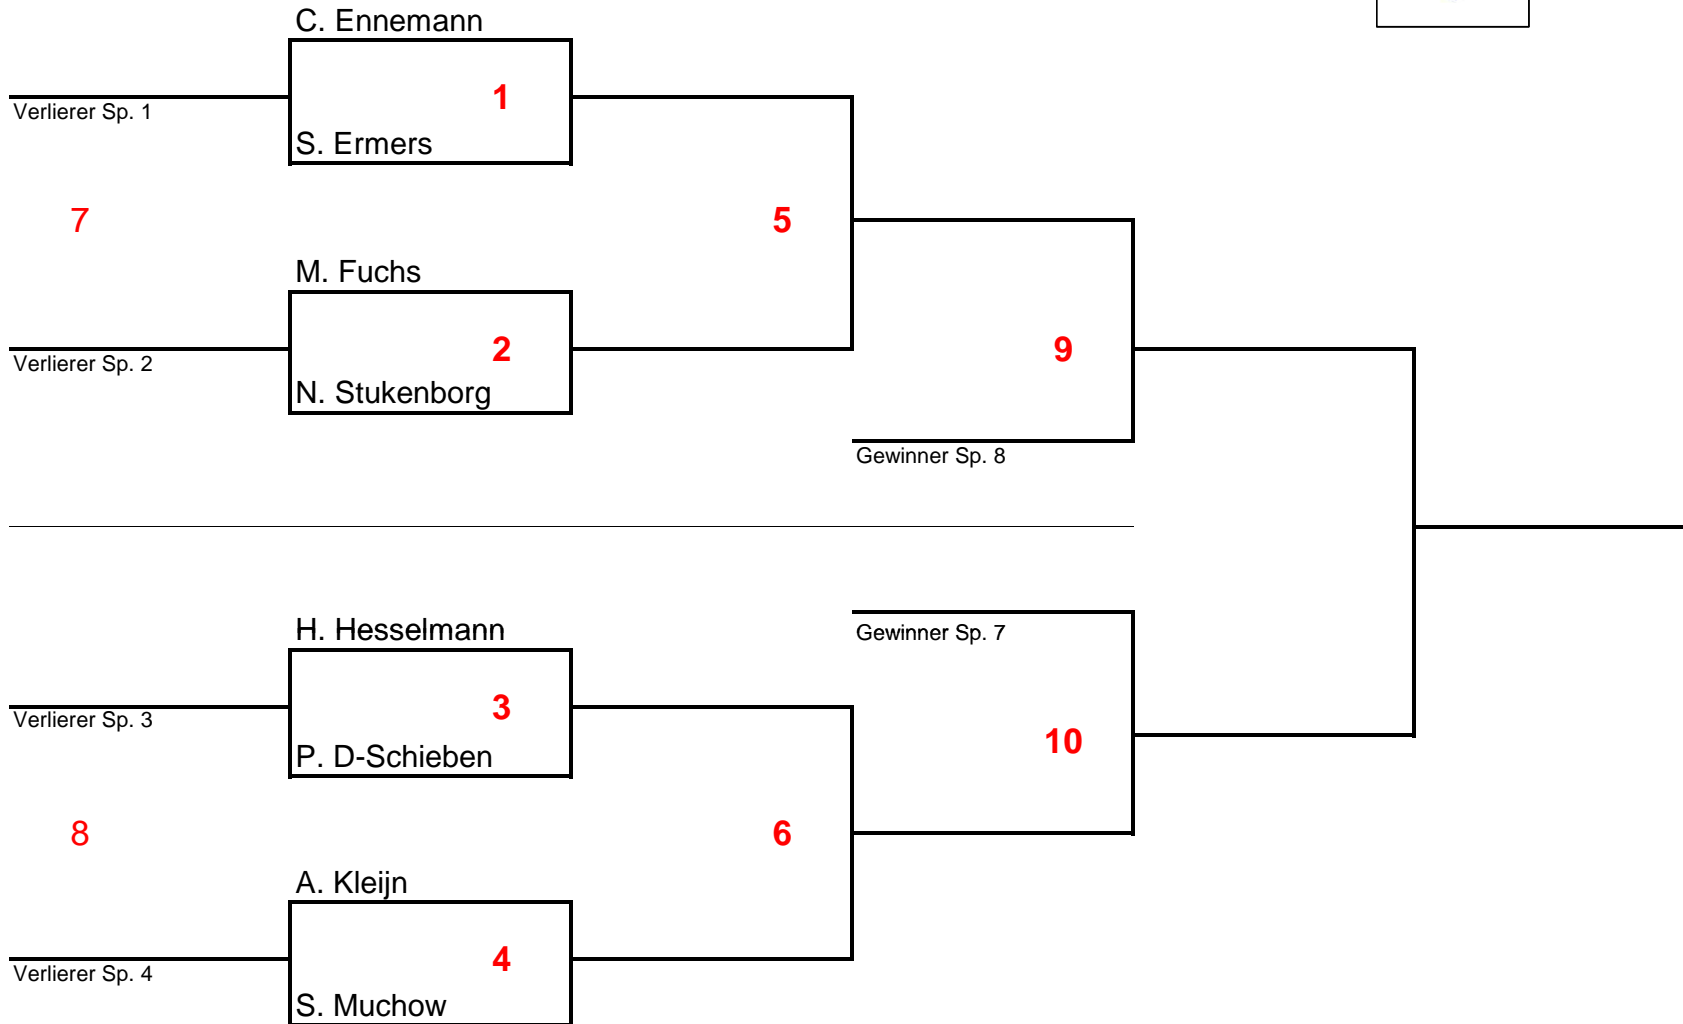 C. Ennemann
1
Verlierer Sp. 1
S. Ermers
7
5
M. Fuchs
2
9
Verlierer Sp. 2
N. Stukenborg
Gewinner Sp. 8
H. Hesselmann
Gewinner Sp. 7
3
Verlierer Sp. 3
10
P. D-Schieben
8
6
A. Kleijn
4
Verlierer Sp. 4
S. Muchow